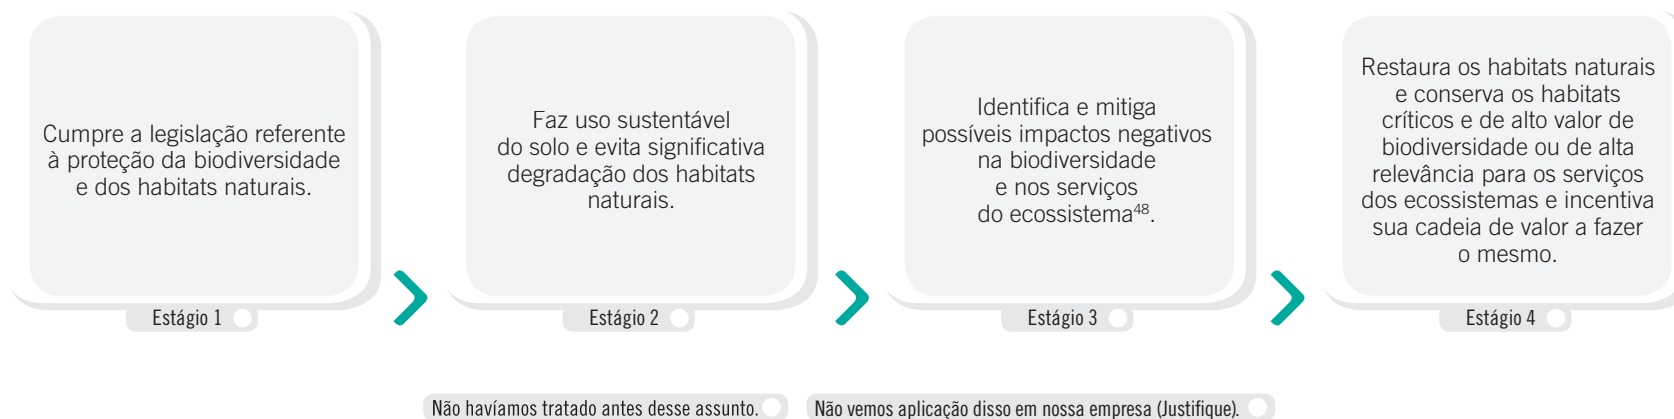 Cumpre a legislação referente
à proteção da biodiversidade
e dos habitats naturais.
Estágio 1
Faz uso sustentável
do solo e evita significativa
degradação dos habitats
naturais.
Estágio 2
Identifica e mitiga
possíveis impactos negativos
na biodiversidade
e nos serviços
do ecossistema⁴⁸.
Estágio 3
Restaura os habitats naturais
e conserva os habitats
críticos e de alto valor de
biodiversidade ou de alta
relevância para os serviços
dos ecossistemas e incentiva
sua cadeia de valor a fazer
o mesmo.
Estágio 4
Não havíamos tratado antes desse assunto.
Não vemos aplicação disso em nossa empresa (Justifique).